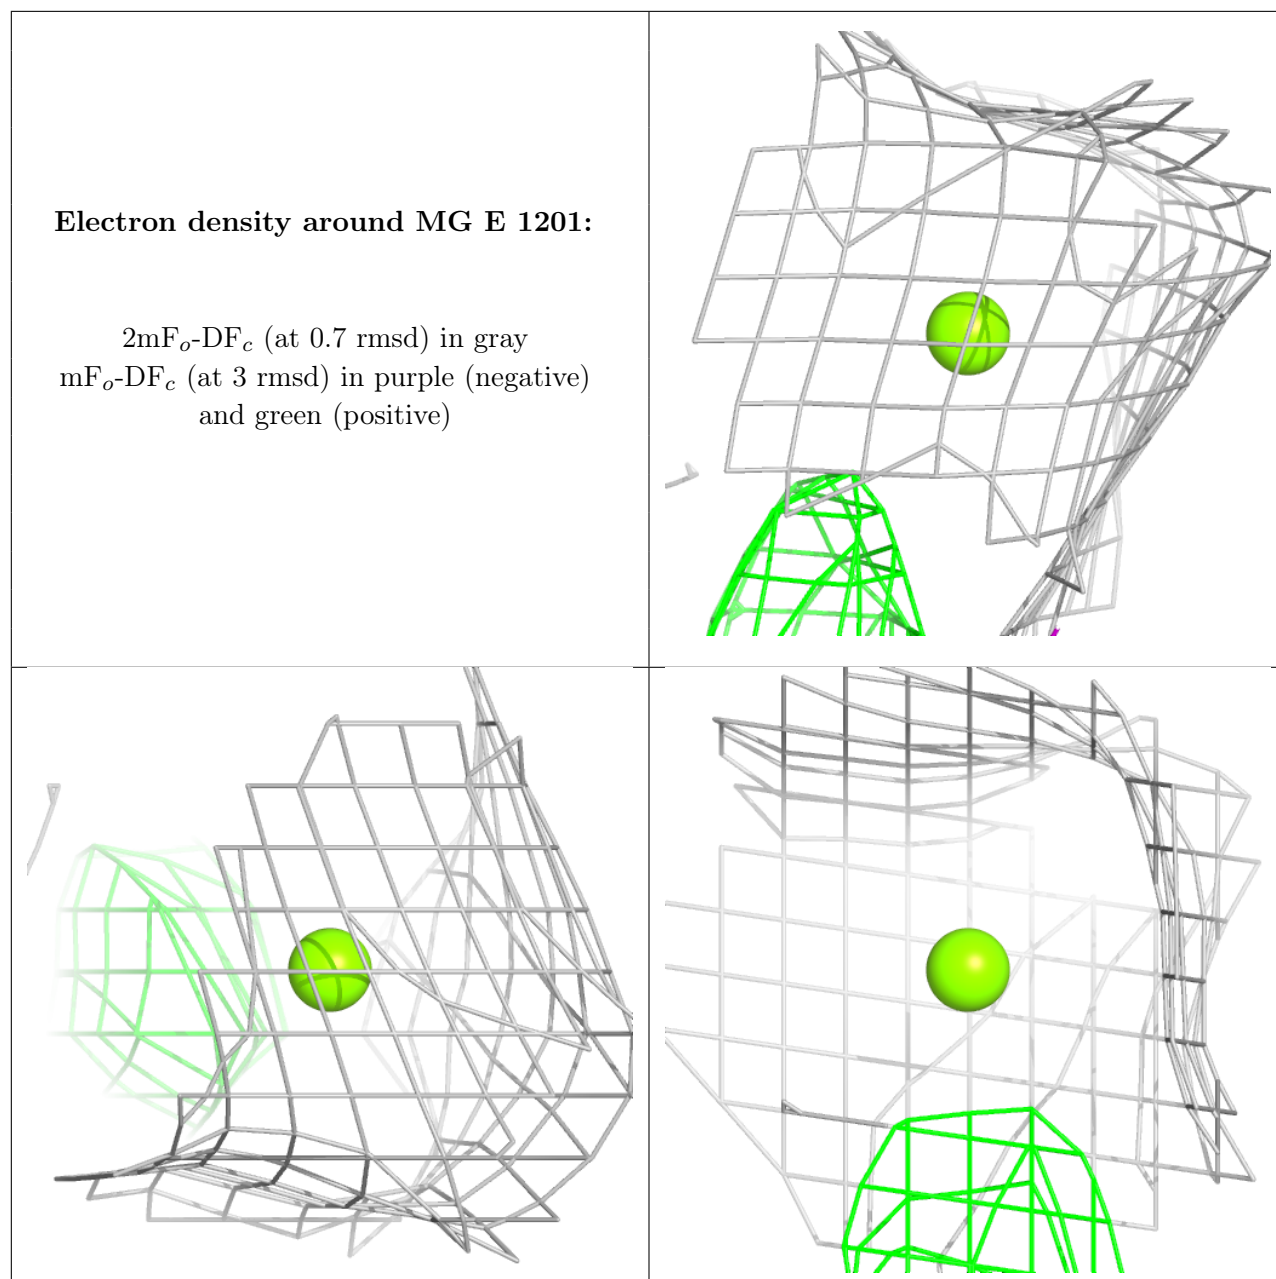 Electron density around MG E 1201:
2mFo-DFc (at 0.7 rmsd) in gray
mFo-DFc (at 3 rmsd) in purple (negative)
and green (positive)